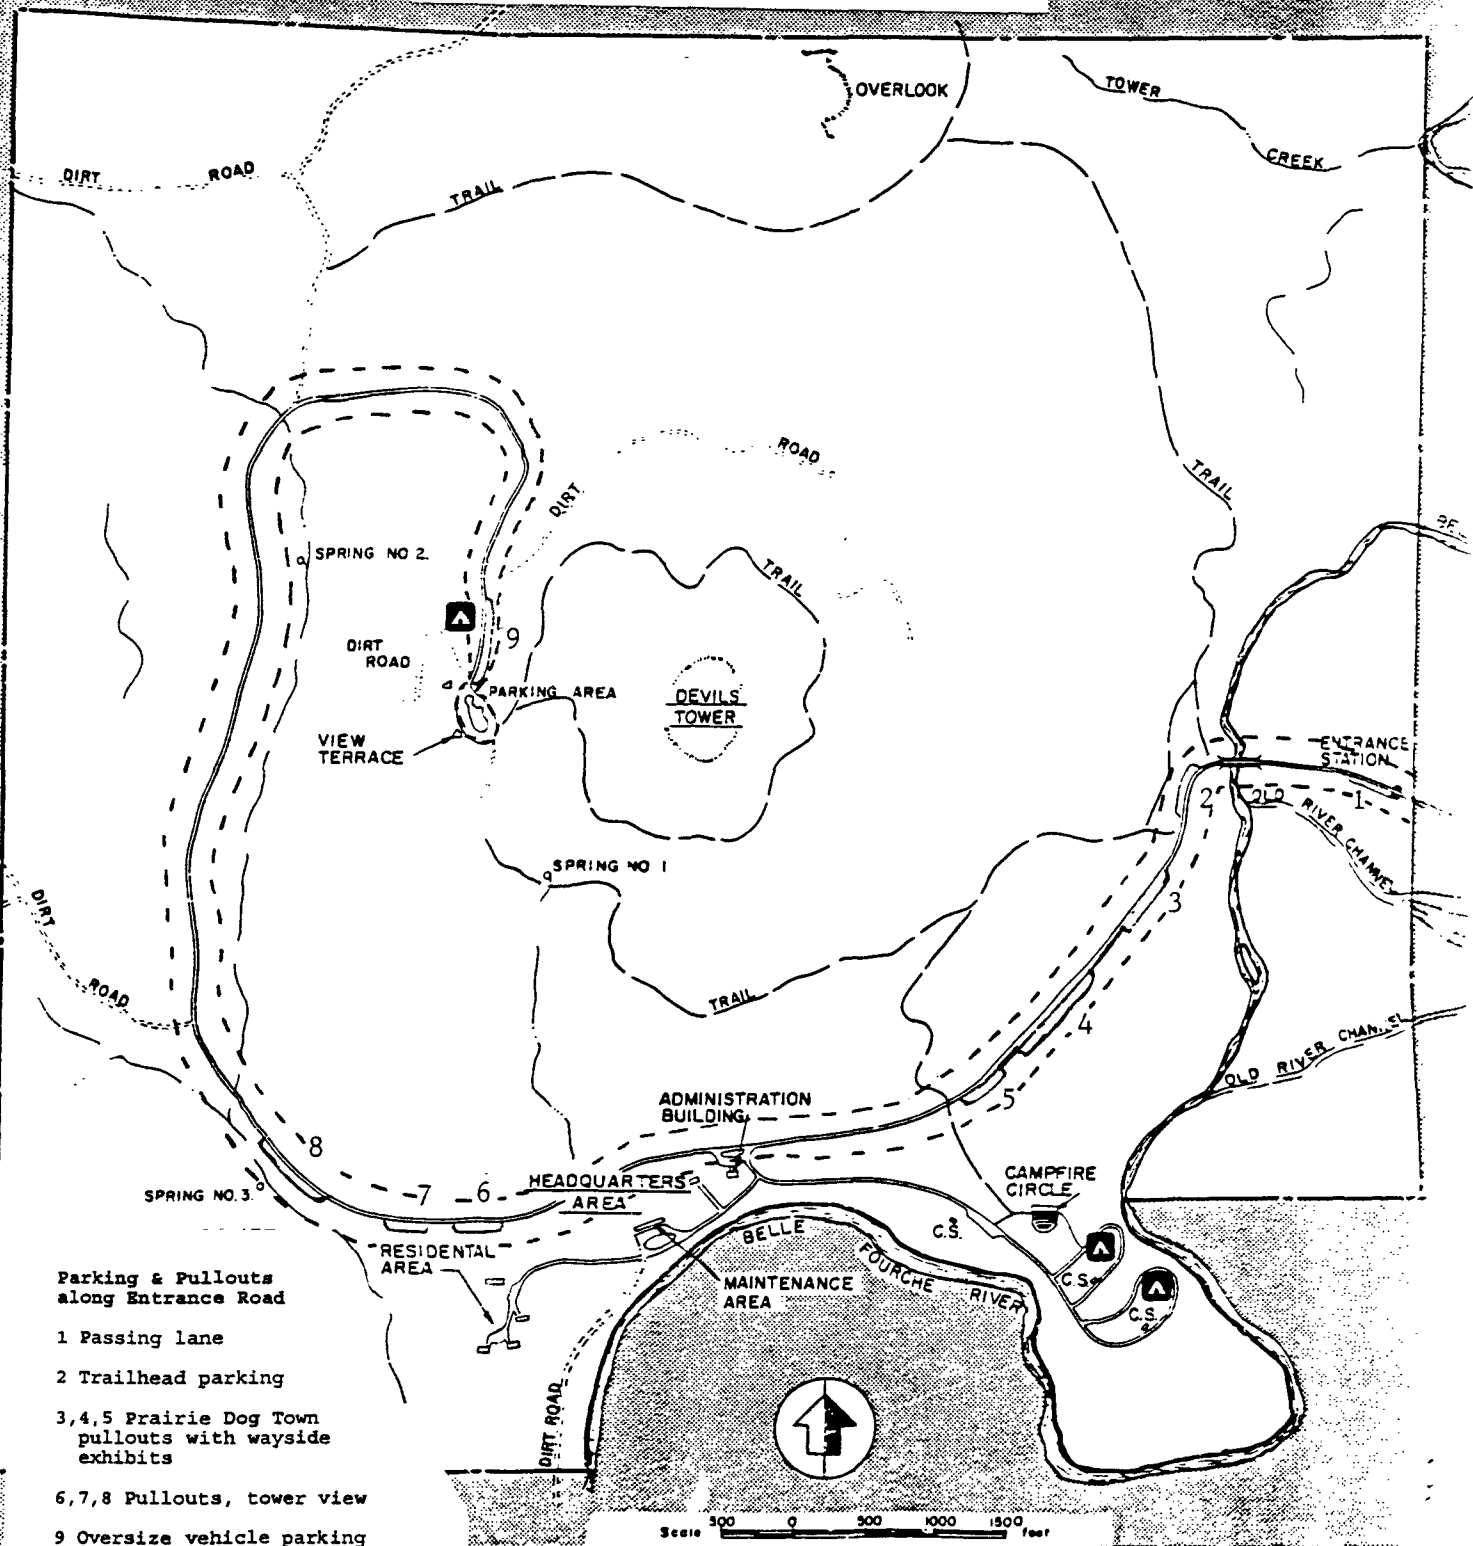 OVERLOOK
TOWER
CREEK
DIRT ROAD
TRAIL
ROAD
DIRT
TRAIL
SPRING NO 2.
TRAIL
9
DIRT
ROAD
PARKING AREA
DEVILS
TOWER
VIEW
TERRACE
ENTRANCE
STATION
2
1
OLD RIVER CHANNEL
SPRING NO 1
3
DIRT
ROAD
TRAIL
4
OLD RIVER CHANNEL
5
ADMINISTRATION
BUILDING
8
7
6
HEADQUARTERS
AREA
CAMPFIRE
CIRCLE
SPRING NO. 3.
C.S.
BELLE FOURCHE RIVER
RESIDENTAL
AREA
C.S.
MAINTENANCE
AREA
C.S.
DIRT ROAD
Parking & Pullouts
along Entrance Road
1 Passing lane
2 Trailhead parking
3,4,5 Prairie Dog Town
pullouts with wayside
exhibits
6,7,8 Pullouts, tower view
9 Oversize vehicle parking
Scale 500 0 500 1000 1500 feet